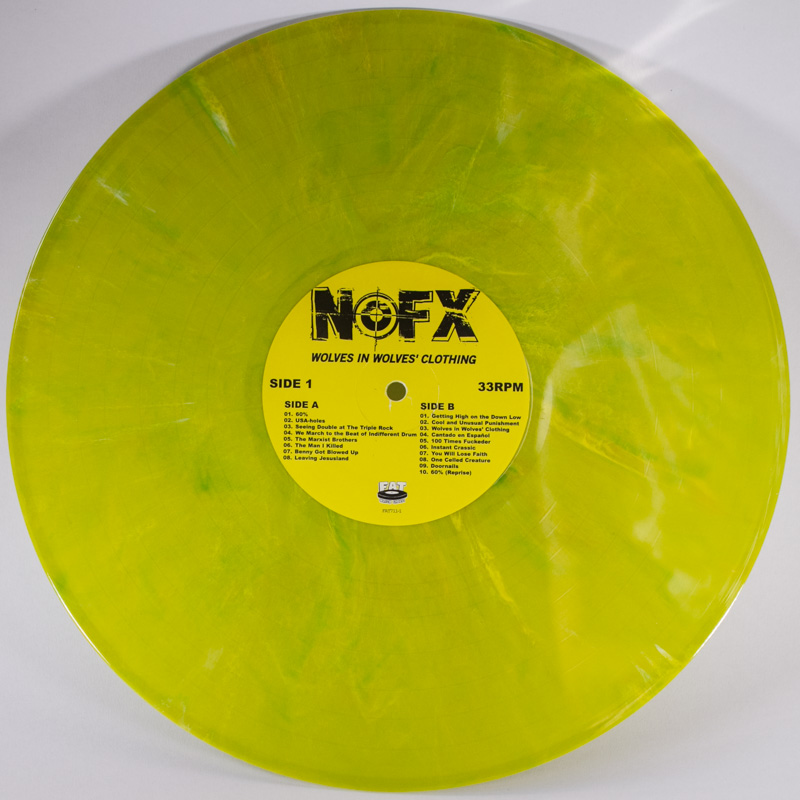 NOFX
WOLVES IN WOLVES' CLOTHING
SIDE 1
33RPM
SIDE A
01. 60%
02. USA-holes
03. Seeing Double at The Triple Rock
04. We March to the Beat of Indifferent Drum
05. The Marxist Brothers
06. The Man I Killed
07. Benny Got Blowed Up
08. Leaving Jesusland
SIDE B
01. Getting High on the Down Low
02. Cool and Unusual Punishment
03. Wolves in Wolves' Clothing
04. Cantado en Español
05. 100 Times Fuckeder
06. Instant Crassic
07. You Will Lose Faith
08. One Celled Creature
09. Doornails
10. 60% (Reprise)
FAT